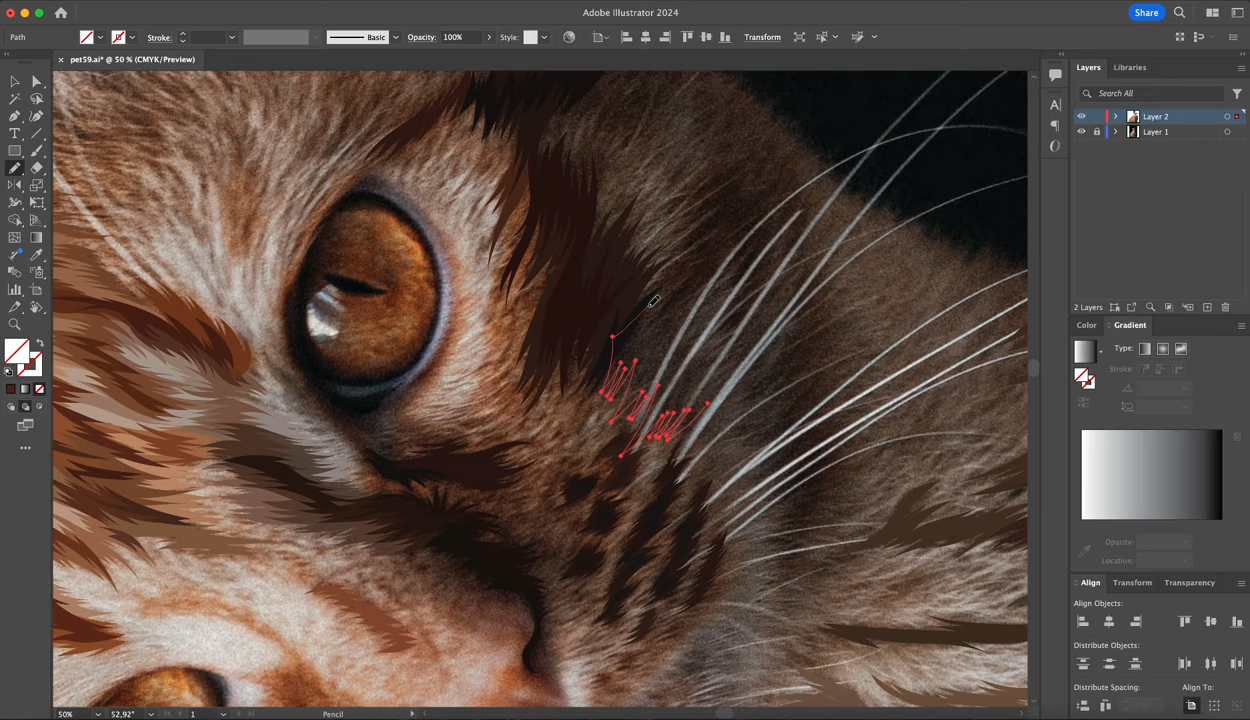 Adobe Illustrator 2024
Share
Path
Stroke:
Basic
Opacity:
100%
Style:
Transform
pet59.ai* @ 50 % (CMYK/Preview)
Layers
Libraries
Search All
Layer 2
Layer 1
2 Layers
Color
Gradient
Type:
Stroke:
Opacity:
Location:
Align
Transform
Transparency
Align Objects:
Distribute Objects:
Distribute Spacing:
Align To:
50%
52,92°
1
Pencil